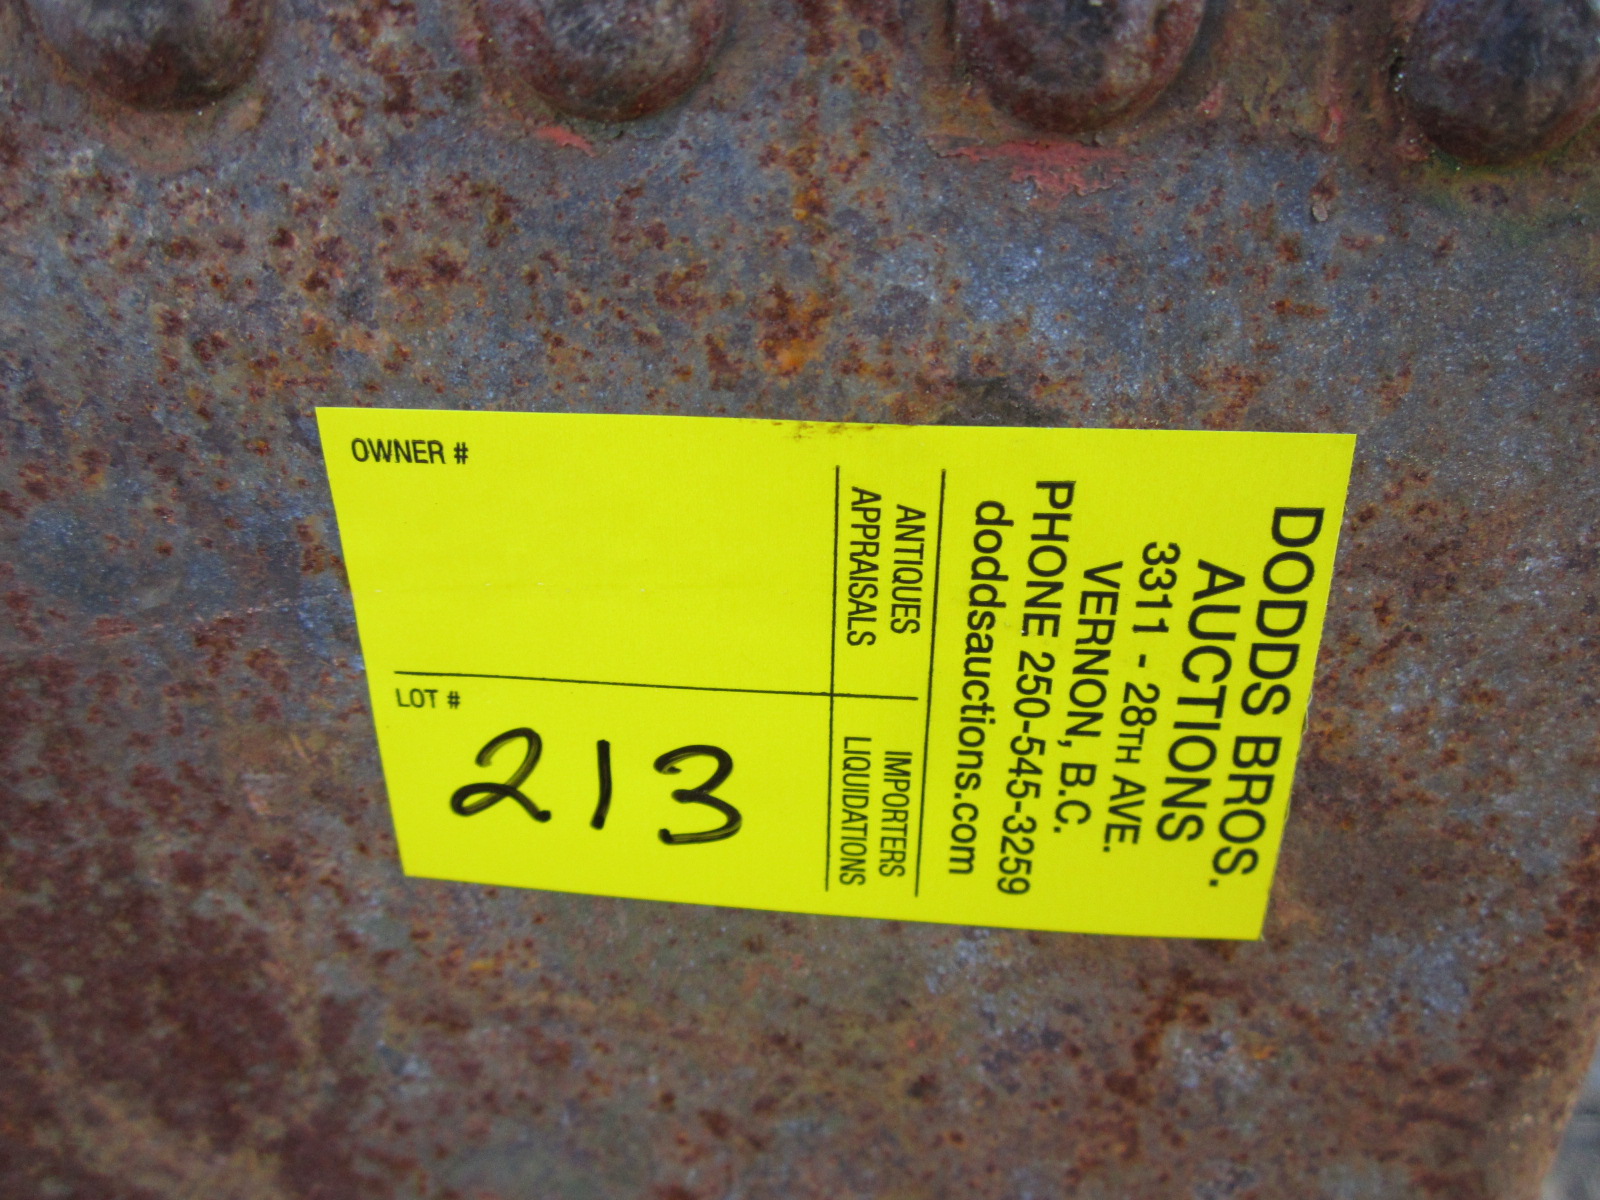 DODDS BROS.
AUCTIONS
3311 - 28TH AVE.
VERNON, B.C.
PHONE 250-545-3259
doddsauctions.com
ANTIQUES
APPRAISALS
IMPORTERS
LIQUIDATIONS
OWNER #
LOT #
213